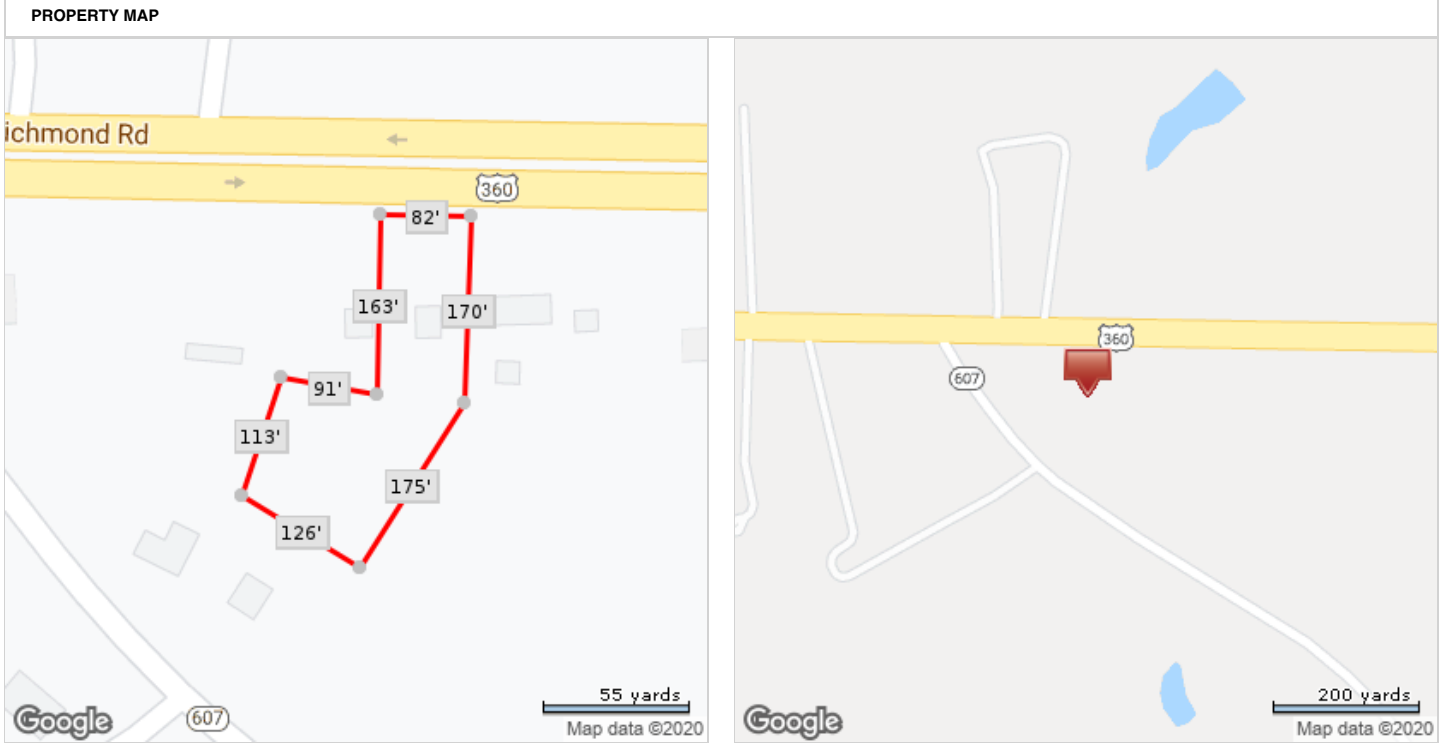 PROPERTY MAP
ichmond Rd
360
82'
163'
170'
91'
113'
175'
126'
607
55 yards
Google
Map data ©2020
360
607
200 yards
Google
Map data ©2020